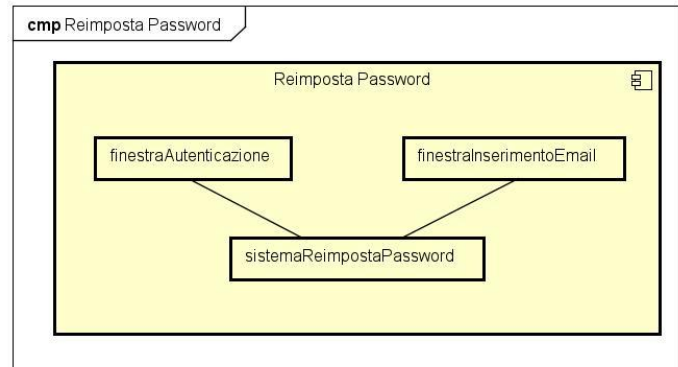 cmp Reimposta Password
Reimposta Password
finestraAutenticazione
finestraInserimentoEmail
sistemaReimpostaPassword